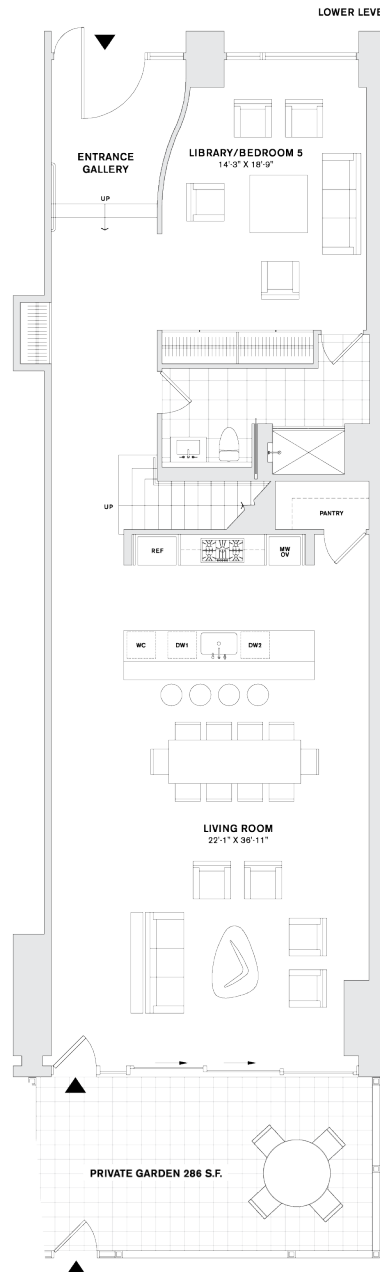 LOWER LEVE
ENTRANCE
GALLERY
LIBRARY/BEDROOM 5
14'-3" X 18'-9"
UP
UP
PANTRY
REF
MW
OV
WC
DW1
DW2
LIVING ROOM
22'-1" X 36'-11"
PRIVATE GARDEN 286 S.F.